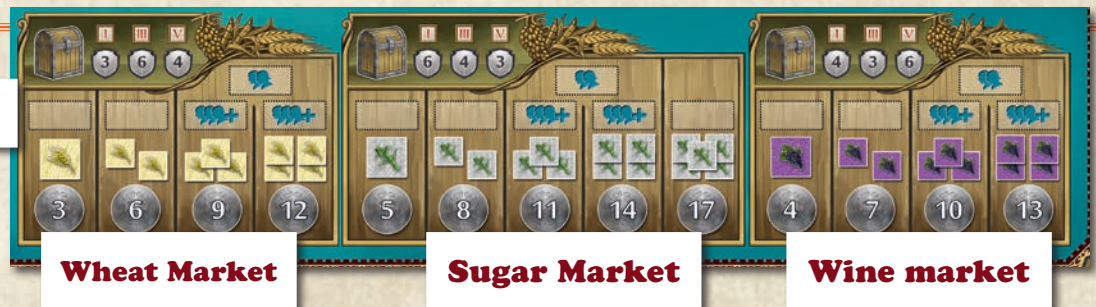 I III V I III V I III V
3 6 4 6 4 3 4 3 6
+ + + + + +
3 6 9 12 5 8 11 14 17 4 7 10 13
Wheat Market Sugar Market Wine market